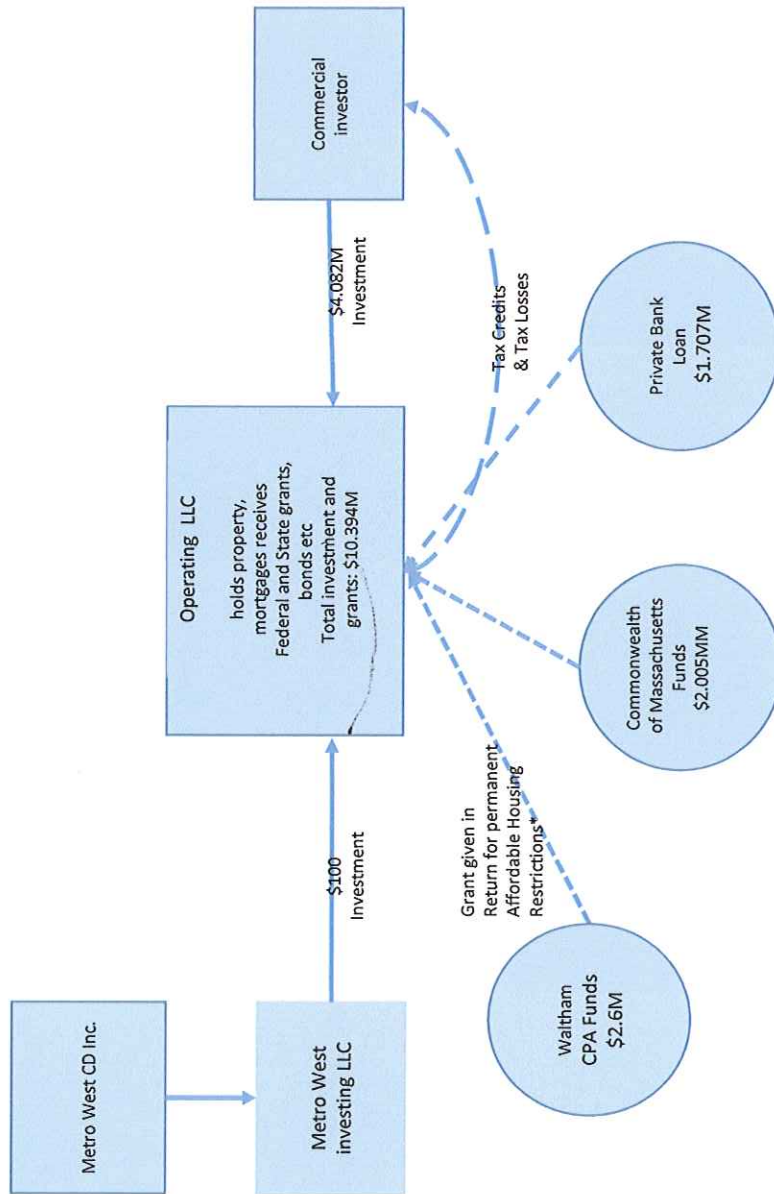 Metro West CD Inc.
Metro West
investing LLC
$100
Investment
Operating LLC
holds property,
mortgages receives
Federal and State grants,
bonds etc
Total investment and
grants: $10.394M
$4.082M
Investment
Commercial
investor
Grant given in
Return for permanent
Affordable Housing
Restrictions*
Tax Credits
& Tax Losses
Waltham
CPA Funds
$2.6M
Commonwealth
of Massachusetts
Funds
$2.005MM
Private Bank
Loan
$1.707M